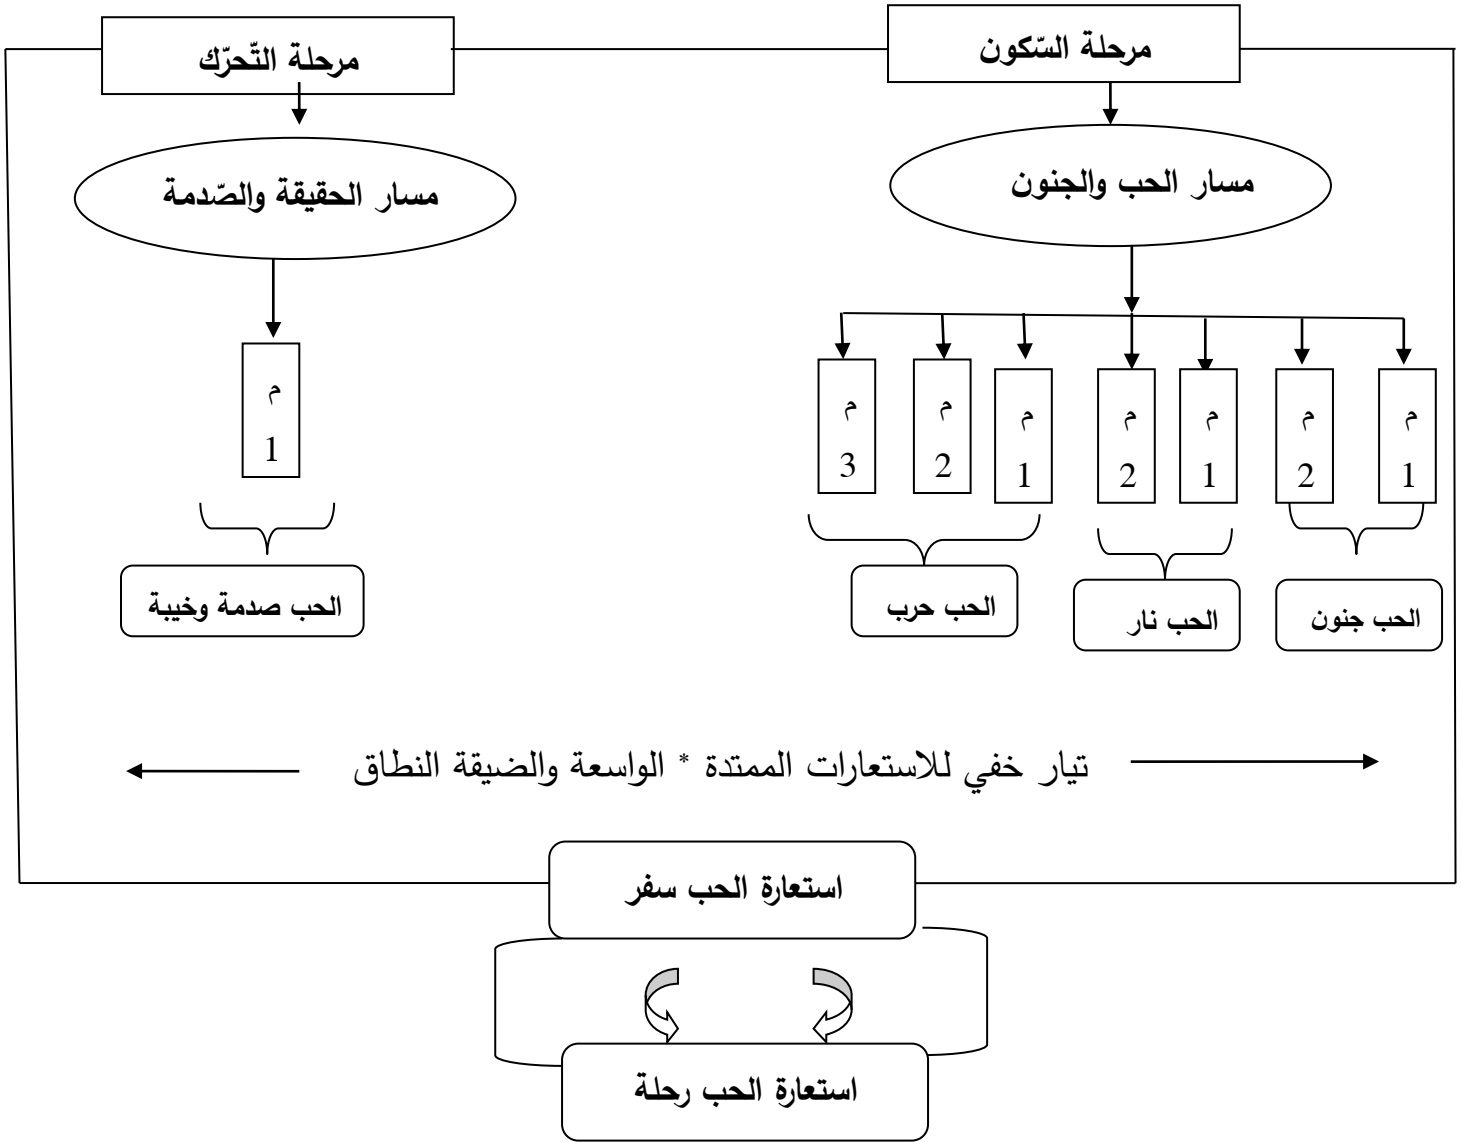 مرحلة السّكون
مرحلة التّحرّك
مسار الحب والجنون
مسار الحقيقة والصّدمة
م
1
م
2
م
1
م
2
م
1
م
2
م
3
م
1
الحب جنون
الحب نار
الحب حرب
الحب صدمة وخيبة
تيار خفي للاستعارات الممتدة * الواسعة والضيقة النطاق
استعارة الحب سفر
استعارة الحب رحلة